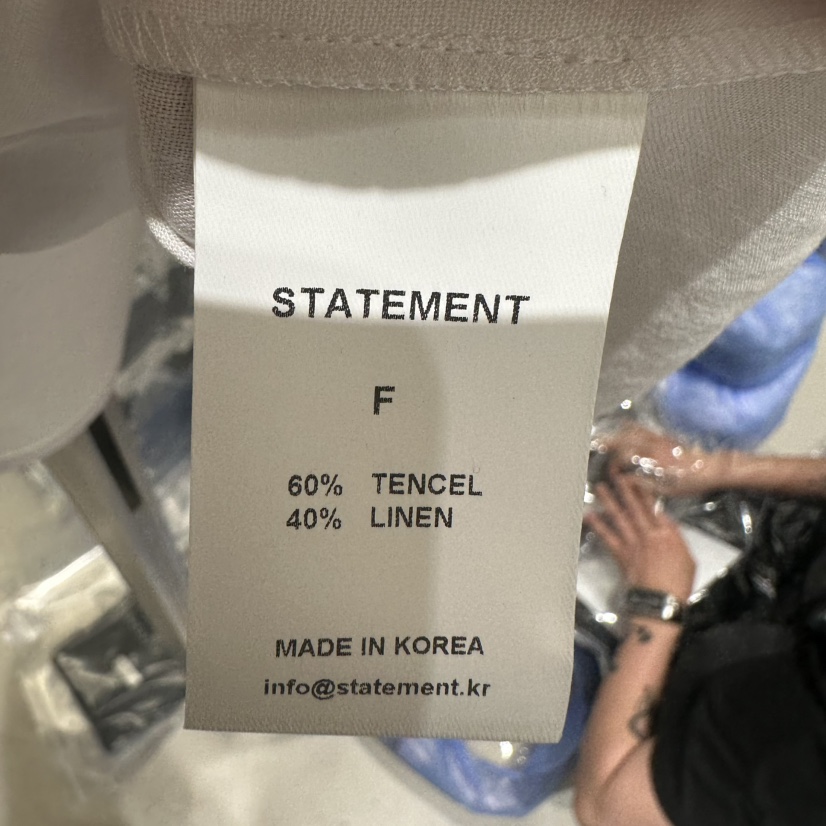 STATEMENT
F
60% TENCEL
40% LINEN
MADE IN KOREA
info@statement.kr